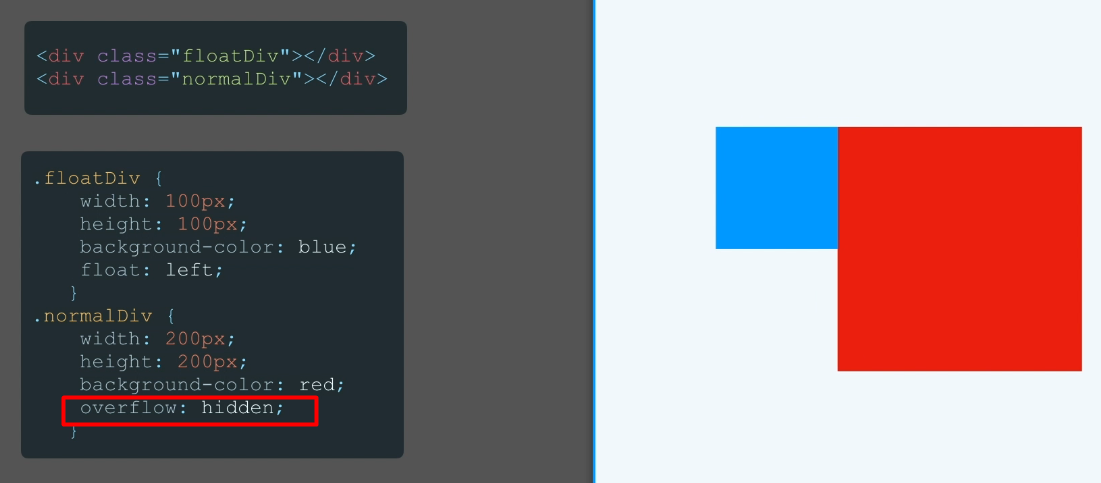 <div class="floatDiv"></div>
<div class="normalDiv"></div>
.floatDiv {
width: 100px;
height: 100px;
background-color: blue;
float: left;
}
.normalDiv {
width: 200px;
height: 200px;
background-color: red;
overflow: hidden;
}